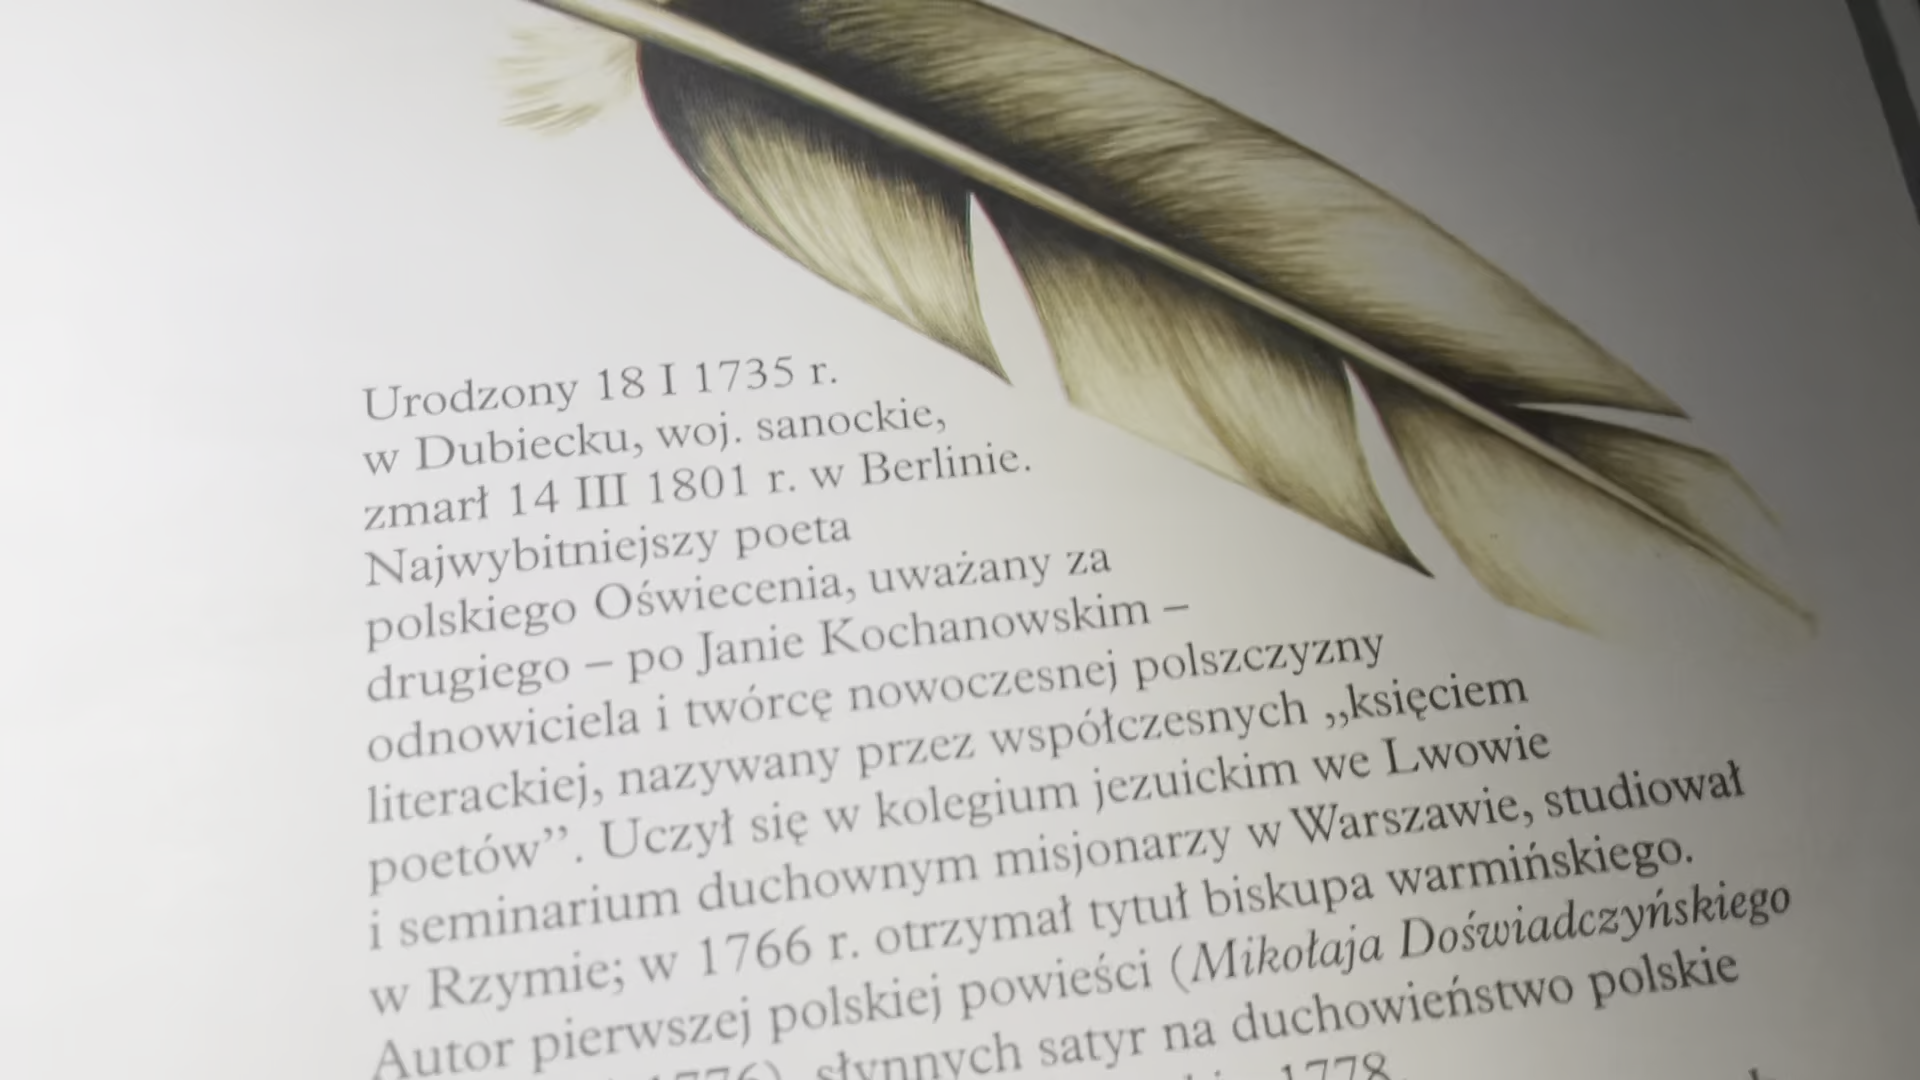 Urodzony 18 I 1735 r.
w Dubiecku, woj. sanockie,
zmarł 14 III 1801 r. w Berlinie.
Najwybitniejszy poeta
polskiego Oświecenia, uważany za
drugiego – po Janie Kochanowskim –
odnowiciela i twórcę nowoczesnej polszczyzny
literackiej, nazywany przez współczesnych „księciem
poetów”. Uczył się w kolegium jezuickim we Lwowie
i seminarium duchownym misjonarzy w Warszawie, studiował
w Rzymie; w 1766 r. otrzymał tytuł biskupa warmińskiego.
Autor pierwszej polskiej powieści (Mikołaja Doświadczyńskiego
1776), słynnych satyr na duchowieństwo polskie
1778